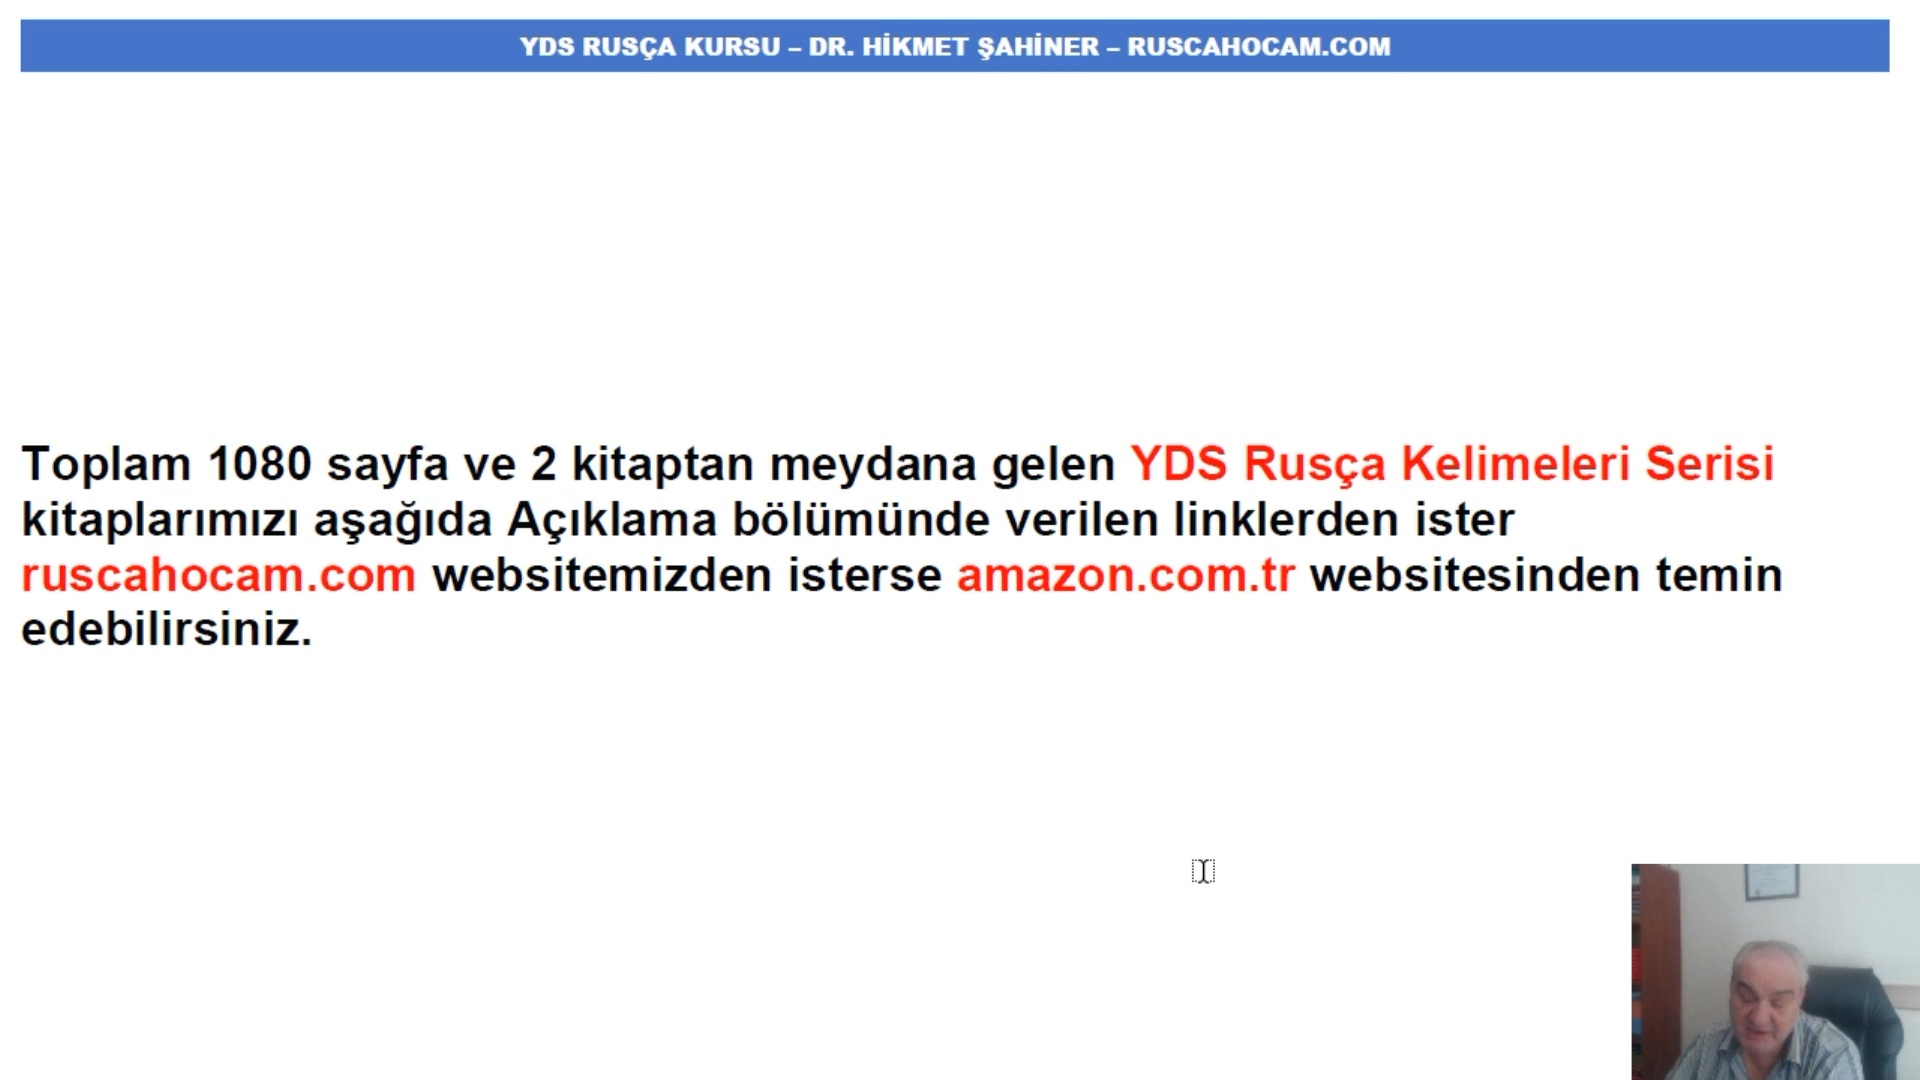 YDS RUSÇA KURSU – DR. HİKMET ŞAHİNER – RUSCAHOCAM.COM
Toplam 1080 sayfa ve 2 kitaptan meydana gelen YDS Rusça Kelimeleri Serisi
kitaplarımızı aşağıda Açıklama bölümünde verilen linklerden ister
ruscahocam.com websitemizden isterse amazon.com.tr websitesinden temin
edebilirsiniz.